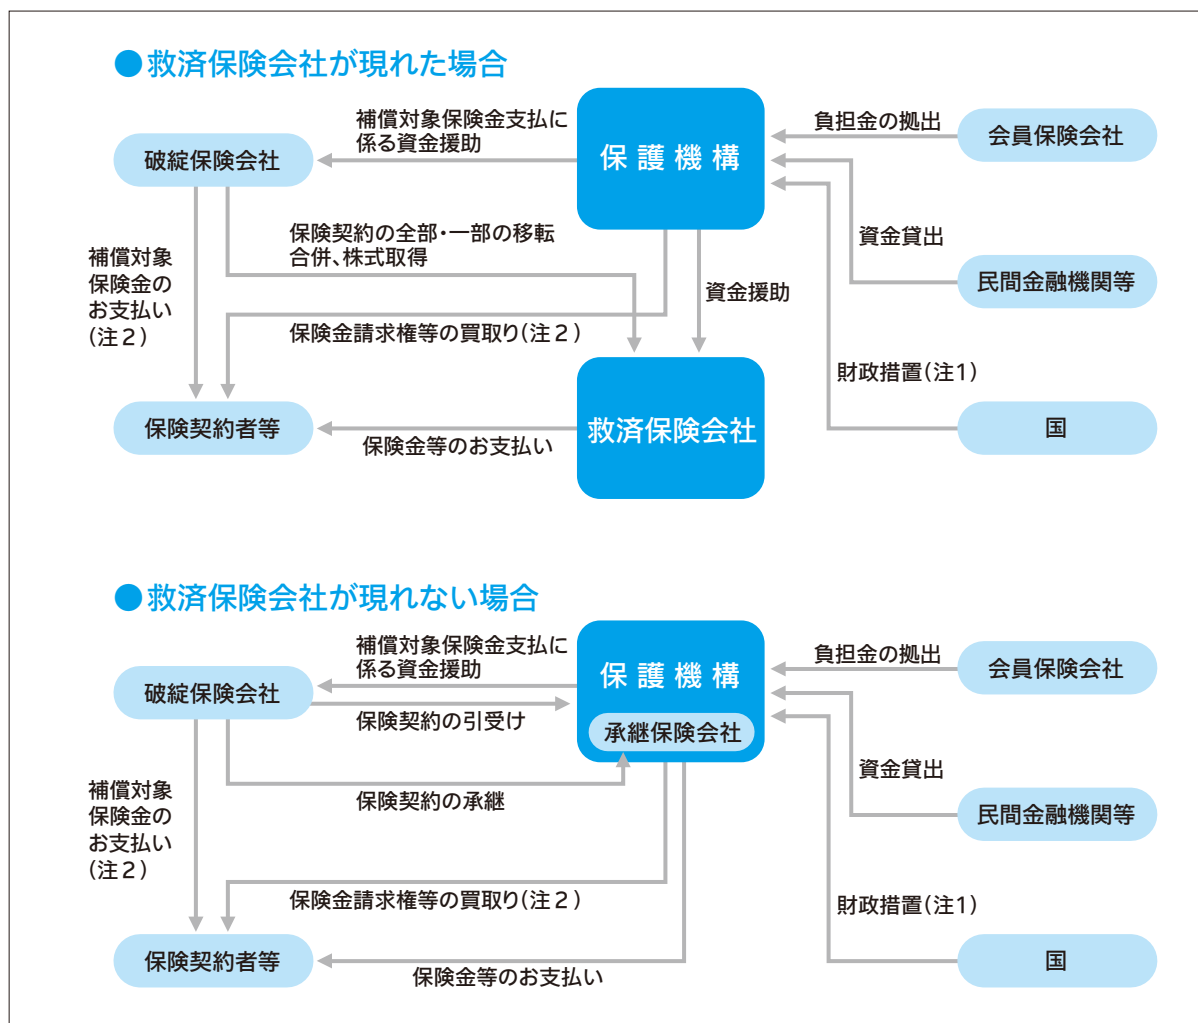 ●救済保険会社が現れた場合
補償対象保険金支払に
係る資金援助
破綻保険会社
保護機構
負担金の拠出
会員保険会社
保険契約の全部・一部の移転
合併、株式取得
補償対象
保険金の
お支払い
(注2)
資金援助
資金貸出
民間金融機関等
保険金請求権等の買取り(注2)
財政措置(注1)
保険契約者等
救済保険会社
保険金等のお支払い
国
●救済保険会社が現れない場合
補償対象保険金支払に
係る資金援助
破綻保険会社
保険契約の引受け
保護機構
承継保険会社
負担金の拠出
会員保険会社
保険契約の承継
補償対象
保険金の
お支払い
(注2)
資金貸出
民間金融機関等
保険金請求権等の買取り(注2)
財政措置(注1)
保険契約者等
保険金等のお支払い
国